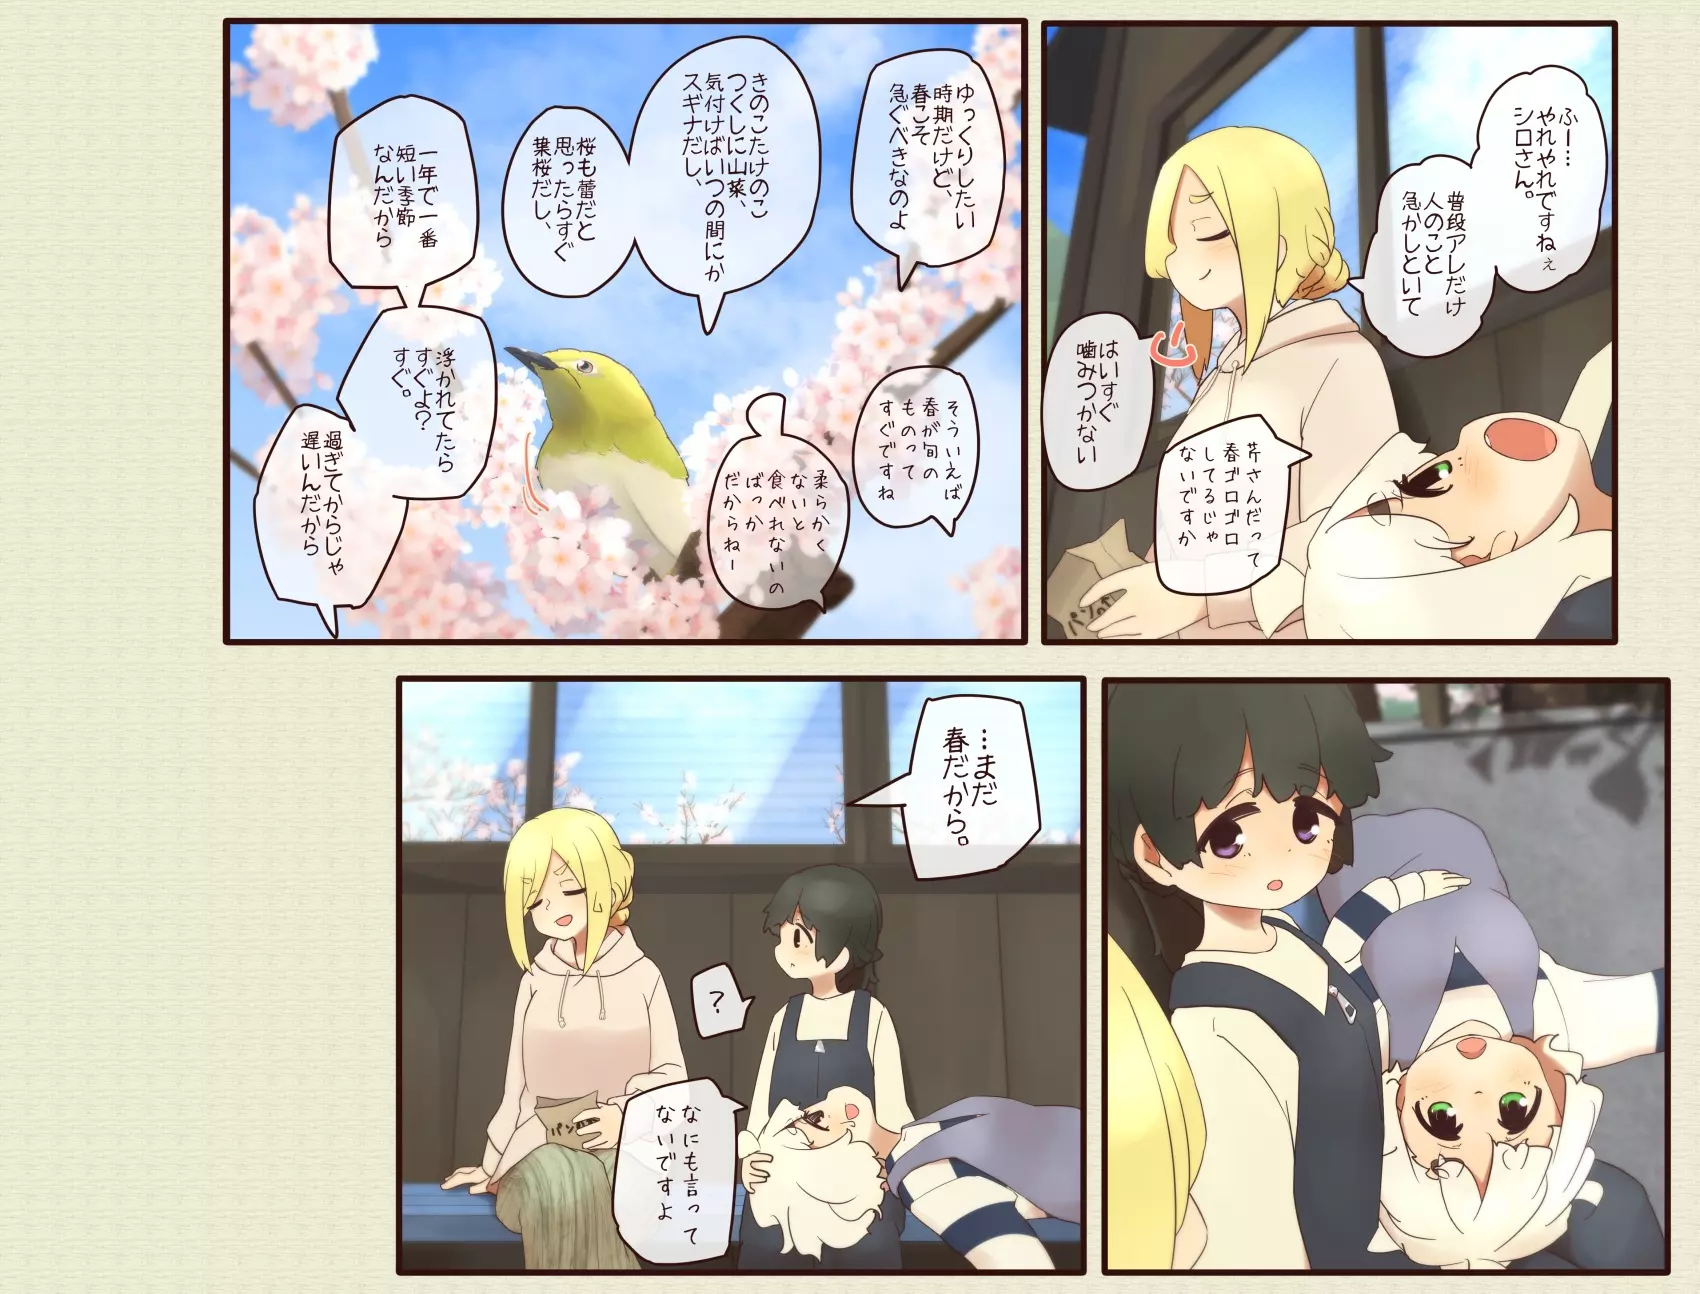 ふー…
やれやれですねぇ
シロさん。
普段アレだけ
人のこと
急かしといて
はいすぐ
噛みつかない
芹さんだって
春ゴロゴロ
してるじゃ
ないですか
パンの
ゆっくりしたい
時期だけど、
春こそ
急ぐべきなのよ
きのこたけのこ
つくしに山菜、
気付けばいつの間にか
スギナだし、
桜も蕾だと
思ったらすぐ
葉桜だし、
そういえば
春が旬の
ものって
すぐですね
柔らかく
ないと
食べれないの
ばっか
だからねー
一年で一番
短い季節
なんだから
浮かれてたら
すぐよ?
すぐ。
過ぎてからじゃ
遅いんだから
…まだ
春だから。
?
なにも言って
ないですよ
パン